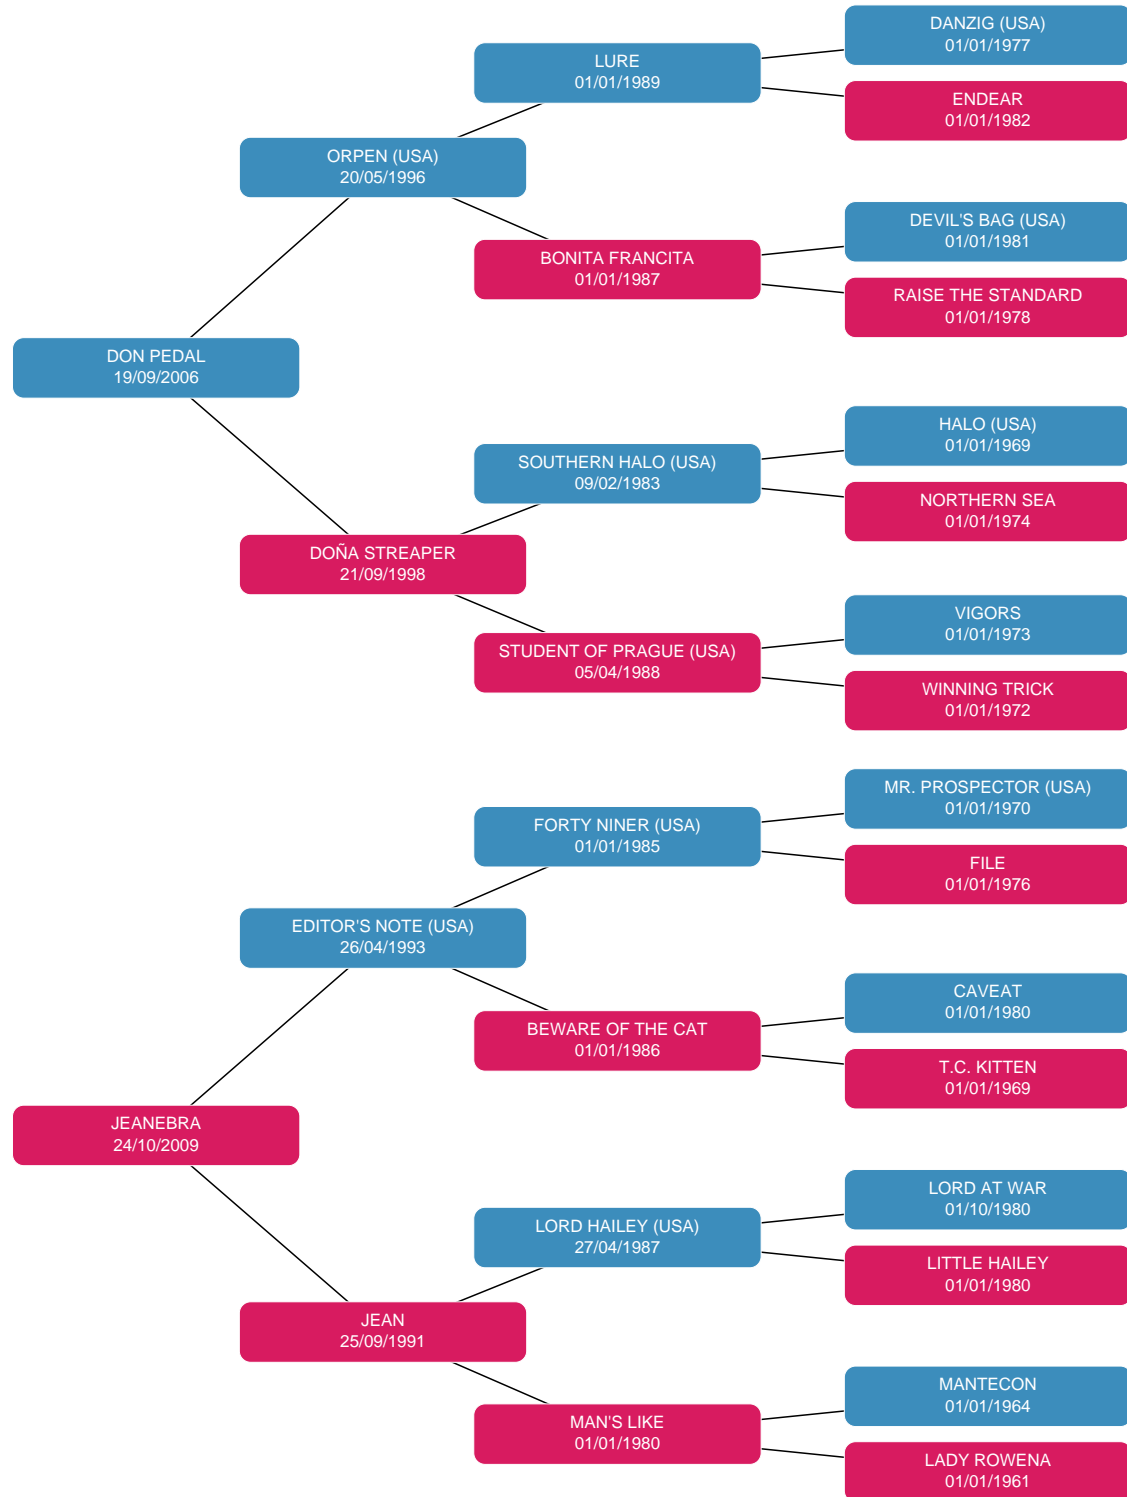 DANZIG (USA)
01/01/1977
LURE
01/01/1989
ENDEAR
01/01/1982
ORPEN (USA)
20/05/1996
DEVIL'S BAG (USA)
01/01/1981
BONITA FRANCITA
01/01/1987
RAISE THE STANDARD
01/01/1978
DON PEDAL
19/09/2006
HALO (USA)
01/01/1969
SOUTHERN HALO (USA)
09/02/1983
NORTHERN SEA
01/01/1974
DOÑA STREAPER
21/09/1998
VIGORS
01/01/1973
STUDENT OF PRAGUE (USA)
05/04/1988
WINNING TRICK
01/01/1972
MR. PROSPECTOR (USA)
01/01/1970
FORTY NINER (USA)
01/01/1985
FILE
01/01/1976
EDITOR'S NOTE (USA)
26/04/1993
CAVEAT
01/01/1980
BEWARE OF THE CAT
01/01/1986
T.C. KITTEN
01/01/1969
JEANEBRA
24/10/2009
LORD AT WAR
01/10/1980
LORD HAILEY (USA)
27/04/1987
LITTLE HAILEY
01/01/1980
JEAN
25/09/1991
MANTECON
01/01/1964
MAN'S LIKE
01/01/1980
LADY ROWENA
01/01/1961